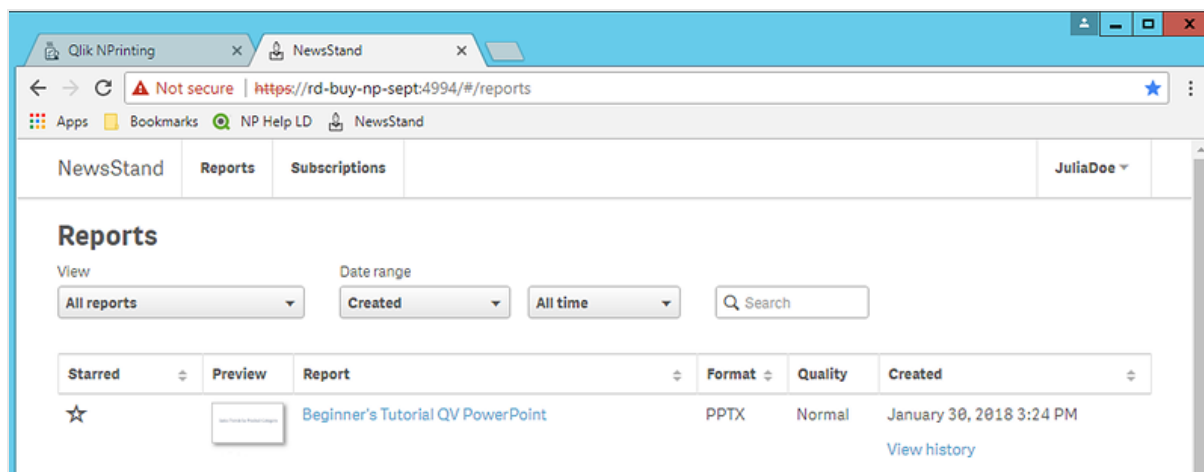 Qlik NPrinting
NewsStand
Not secure | https://rd-buy-np-sept:4994/#/reports
Apps Bookmarks NP Help LD NewsStand
NewsStand Reports Subscriptions JuliaDoe
Reports
View Date range
All reports Created All time Search
Starred Preview Report Format Quality Created
Beginner's Tutorial QV PowerPoint PPTX Normal January 30, 2018 3:24 PM
View history